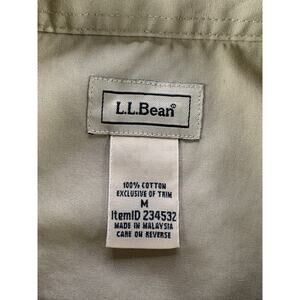 L.L.Bean®
100% COTTON
EXCLUSIVE OF TRIM
M
ItemID 234532
MADE IN MALAYSIA
CARE ON REVERSE